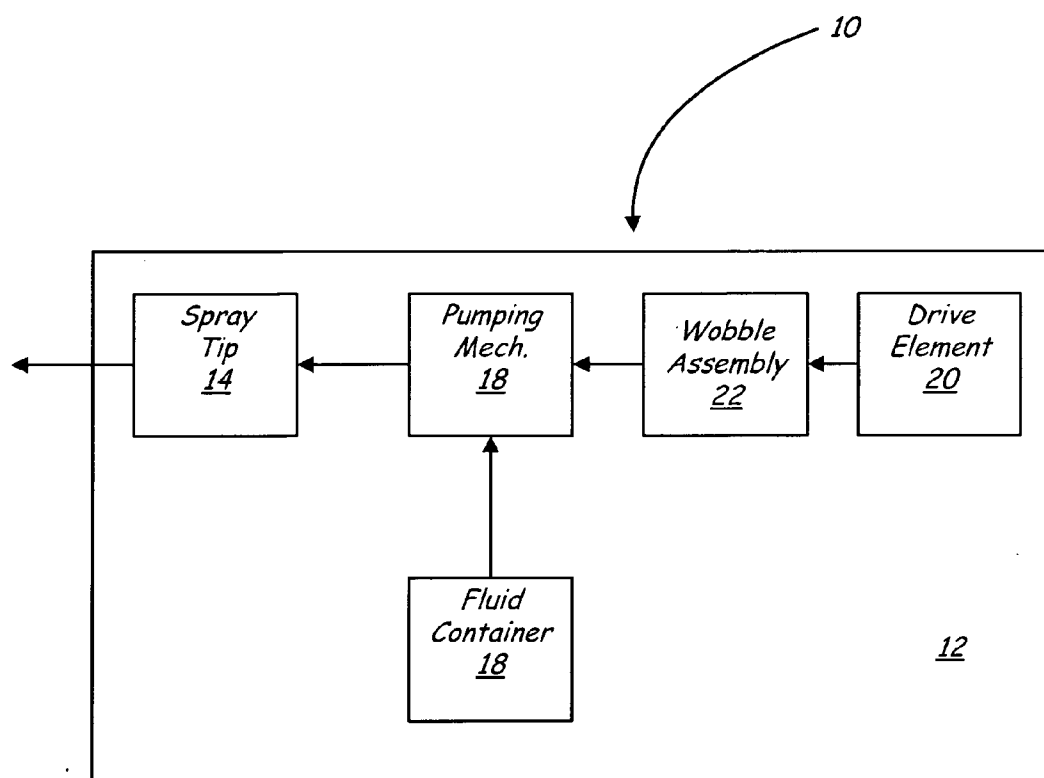 10
Spray
Tip
14
Pumping
Mech.
18
Wobble
Assembly
22
Drive
Element
20
Fluid
Container
18
12